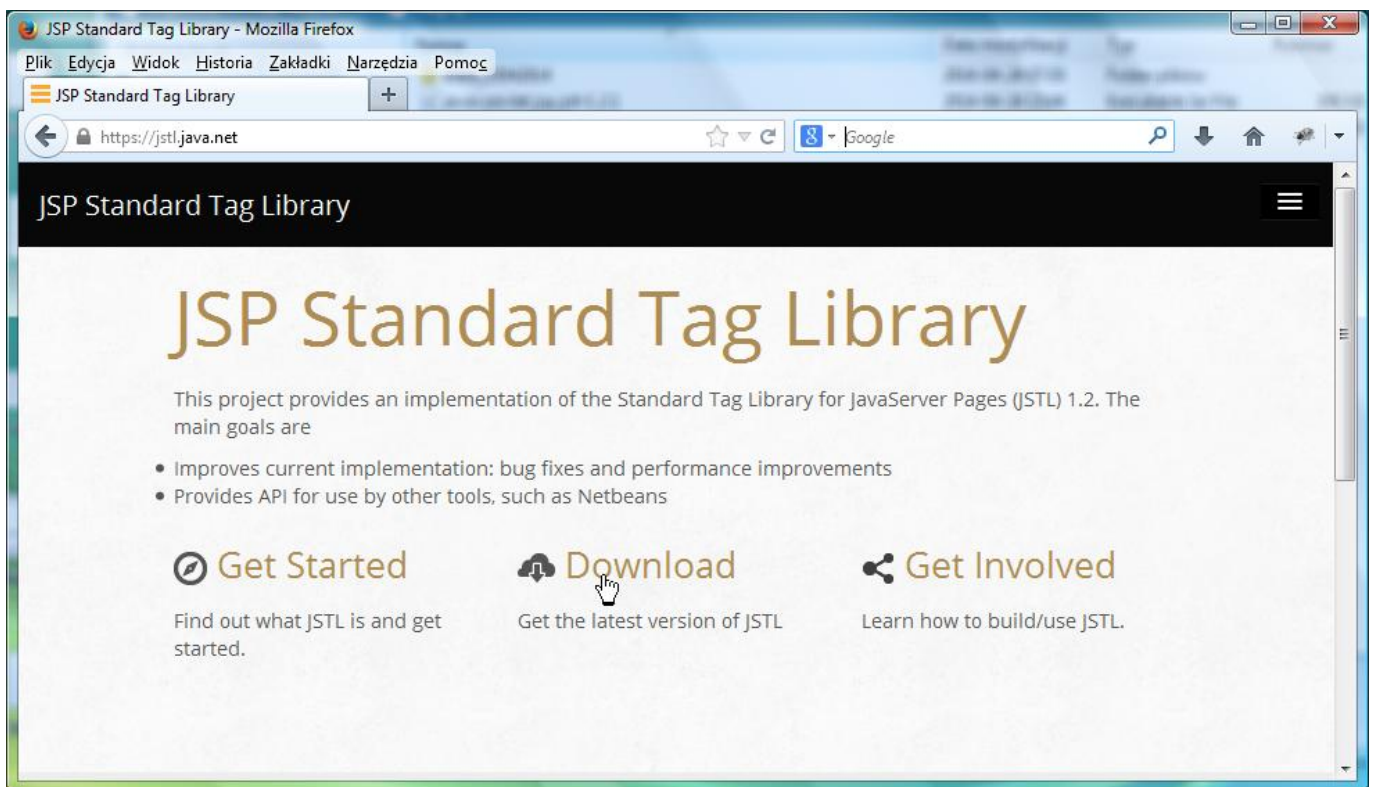 JSP Standard Tag Library - Mozilla Firefox
Plik Edycja Widok Historia Zakładki Narzędzia Pomoc
JSP Standard Tag Library
https://jstl.java.net
Google
JSP Standard Tag Library
JSP Standard Tag Library
This project provides an implementation of the Standard Tag Library for JavaServer Pages (JSTL) 1.2. The
main goals are
• Improves current implementation: bug fixes and performance improvements
• Provides API for use by other tools, such as Netbeans
Get Started
Download
Get Involved
Find out what JSTL is and get
started.
Get the latest version of JSTL
Learn how to build/use JSTL.